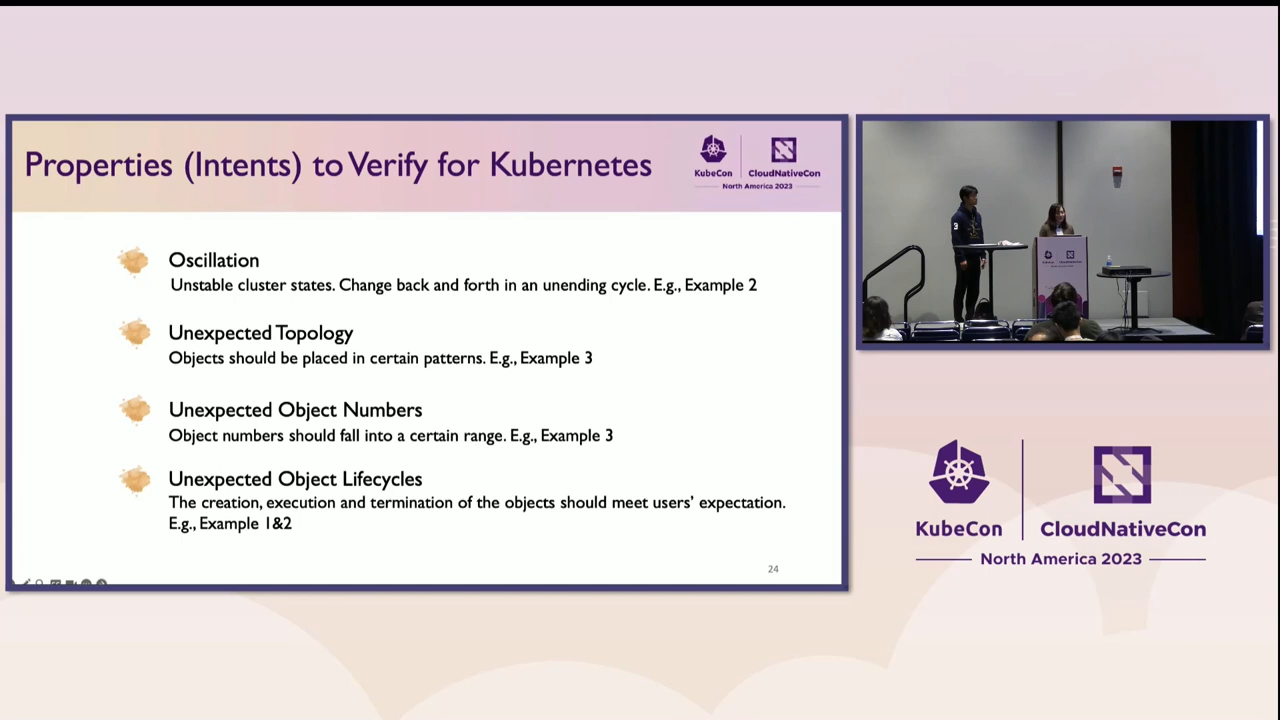 Properties (Intents) to Verify for Kubernetes
KubeCon
CloudNativeCon
North America 2023
Oscillation
Unstable cluster states. Change back and forth in an unending cycle. E.g., Example 2
Unexpected Topology
Objects should be placed in certain patterns. E.g., Example 3
Unexpected Object Numbers
Object numbers should fall into a certain range. E.g., Example 3
Unexpected Object Lifecycles
The creation, execution and termination of the objects should meet users’ expectation.
E.g., Example 1&2
24
KubeCon
CloudNativeCon
North America 2023